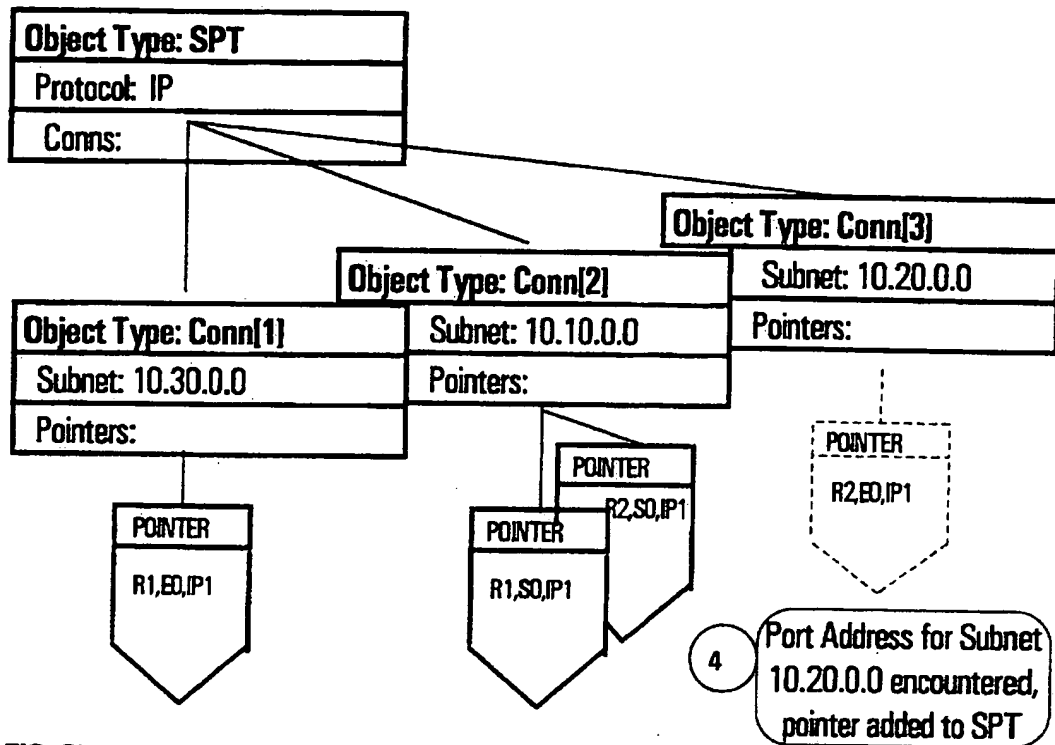 Object Type: SPT
Protocol: IP
Conns:
Object Type: Conn[3]
Subnet: 10.20.0.0
Pointers:
Object Type: Conn[2]
Subnet: 10.10.0.0
Pointers:
Object Type: Conn[1]
Subnet: 10.30.0.0
Pointers:
POINTER
R1,E0,IP1
POINTER
R1,S0,IP1
POINTER
R2,S0,IP1
POINTER
R2,E0,IP1
4
Port Address for Subnet
10.20.0.0 encountered,
pointer added to SPT